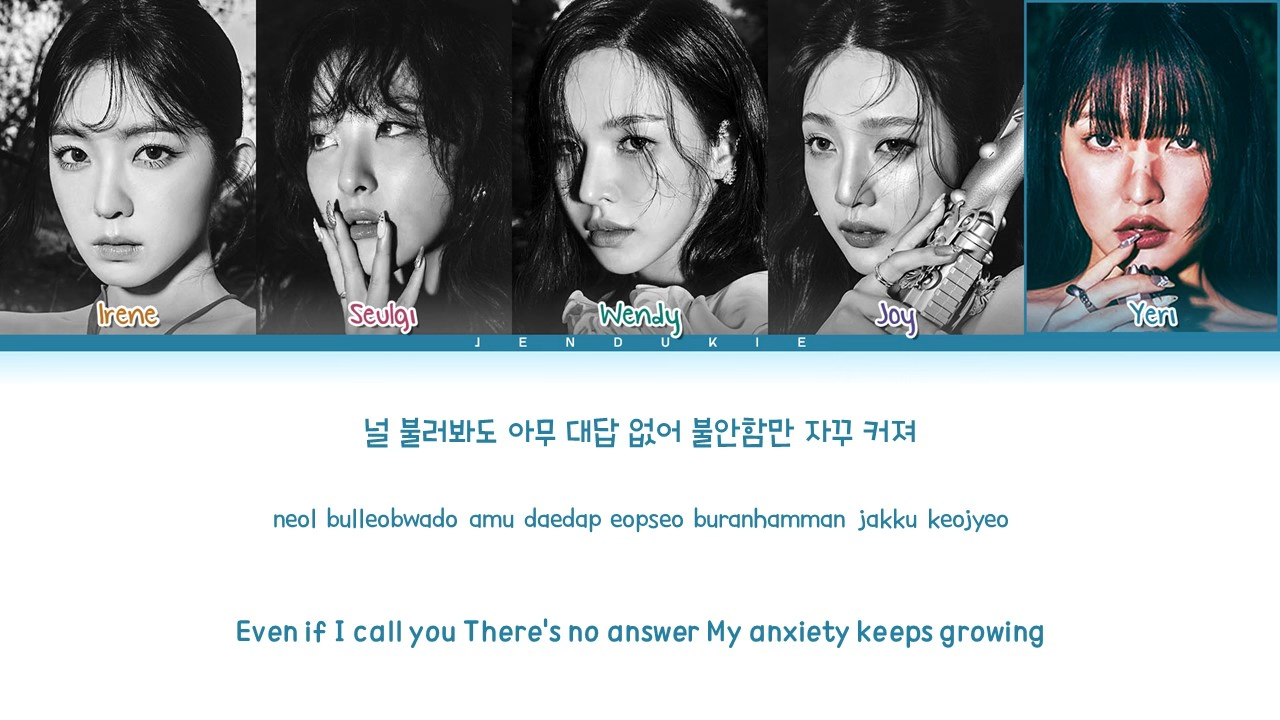 Irene
Seulgi
Wendy
Joy
Yeri
JENDUKIE
널 불러봐도 아무 대답 없어 불안함만 자꾸 커져
neol bulleobwado amu daedap eopseo buranhamman jakku keojyeo
Even if I call you There's no answer My anxiety keeps growing